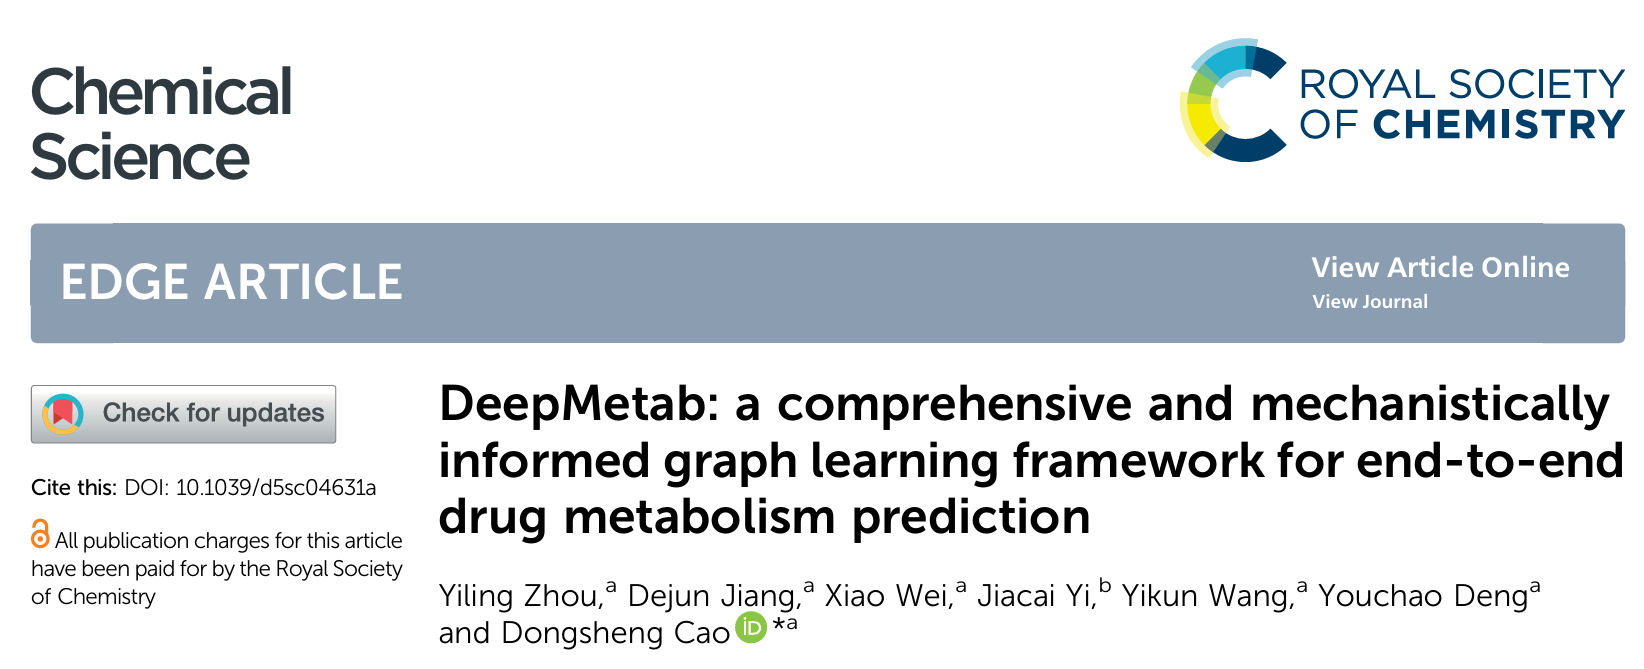 Chemical
Science
ROYAL SOCIETY
OF CHEMISTRY
EDGE ARTICLE
View Article Online
View Journal
Check for updates
Cite this: DOI: 10.1039/d5sc04631a
All publication charges for this article
have been paid for by the Royal Society
of Chemistry
DeepMetab: a comprehensive and mechanistically
informed graph learning framework for end-to-end
drug metabolism prediction
Yiling Zhou,a Dejun Jiang,a Xiao Wei,a Jiacai Yi,b Yikun Wang,a Youchao Denga
and Dongsheng Cao iD *a